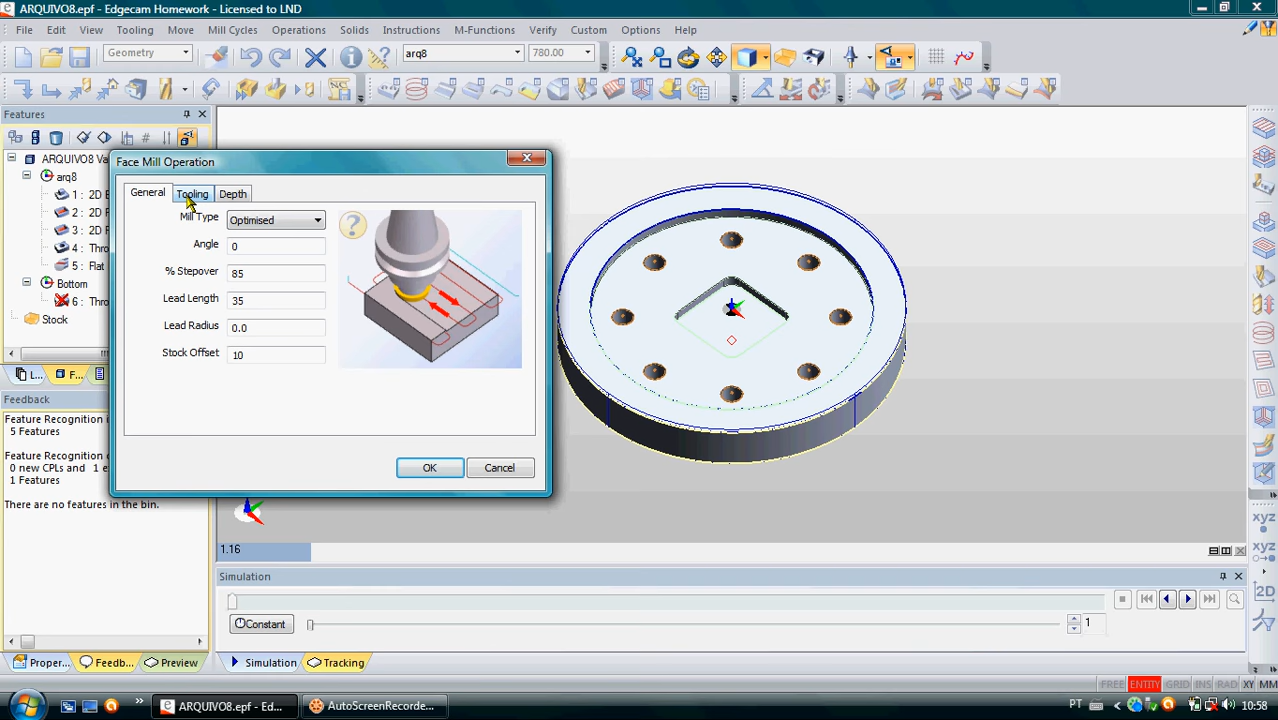 ARQUIVO8.epf - Edgecam Homework - Licensed to LND
File Edit View Tooling Move Mill Cycles Operations Solids Instructions M-Functions Verify Custom Options Help
Geometry
arq8
780.00
Features
ARQUIVO8 Va
arq8
1 : 2D
2 : 2D
3 : 2D
4 : Thro
5 : Flat
Bottom
6 : Thro
Stock
L...
F...
Feedback
Feature Recognition i
5 Features
Feature Recognition i
0 new CPLs and 1 e
1 Features
There are no features in the bin.
Proper...
Feedb...
Preview
Face Mill Operation
General Tooling Depth
Mill Type Optimised
Angle 0
% Stepover 85
Lead Length 35
Lead Radius 0.0
Stock Offset 10
OK Cancel
1.16
Simulation
Constant
1
Simulation Tracking
xyz
xyz
2D
FREE ENTITY GRID INS RAD XY MM
ARQUIVO8.epf - Ed...
AutoScreenRecorde...
PT
10:58